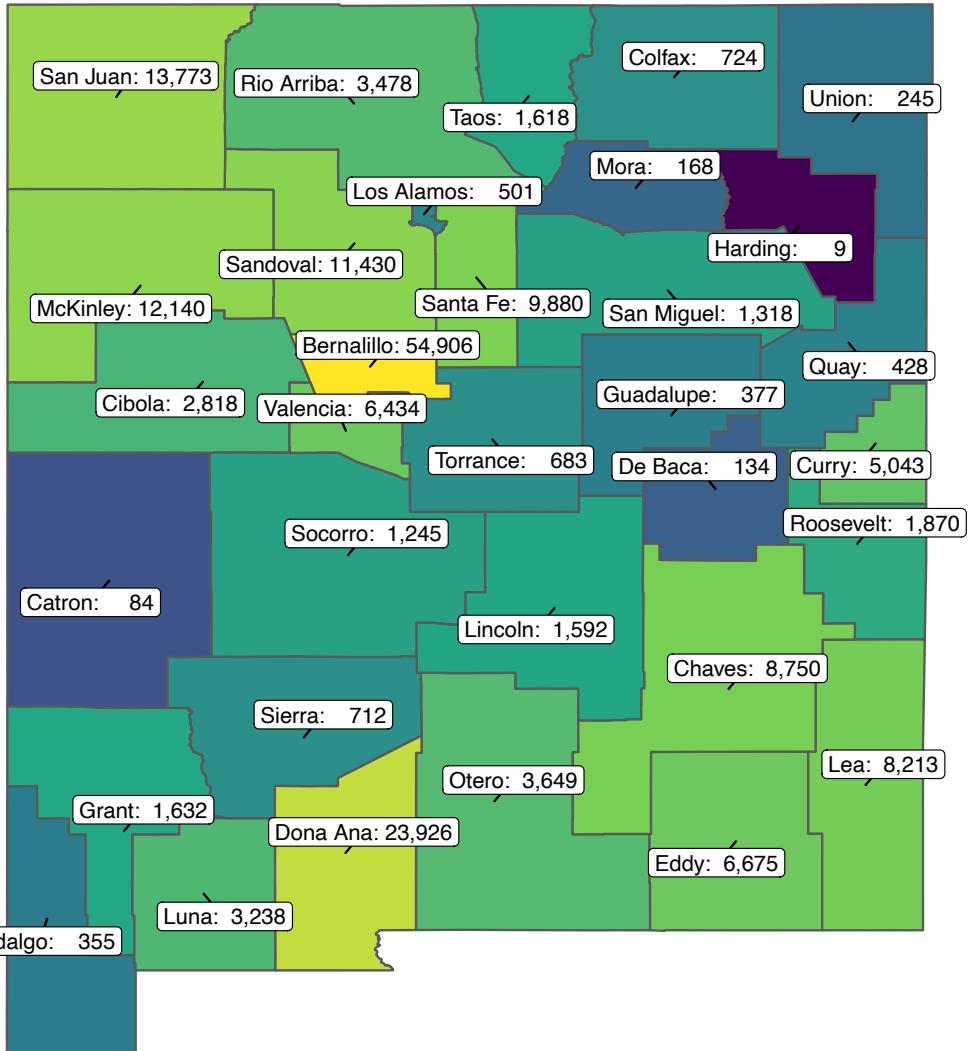 Colfax: 724
San Juan: 13,773
Rio Arriba: 3,478
Union: 245
Taos: 1,618
Mora: 168
Los Alamos: 501
Harding: 9
Sandoval: 11,430
Santa Fe: 9,880
McKinley: 12,140
San Miguel: 1,318
Bernalillo: 54,906
Quay: 428
Guadalupe: 377
Cibola: 2,818
Valencia: 6,434
Torrance: 683
De Baca: 134
Curry: 5,043
Roosevelt: 1,870
Socorro: 1,245
Catron: 84
Lincoln: 1,592
Chaves: 8,750
Sierra: 712
Lea: 8,213
Otero: 3,649
Grant: 1,632
Dona Ana: 23,926
Eddy: 6,675
Luna: 3,238
dalgo: 355